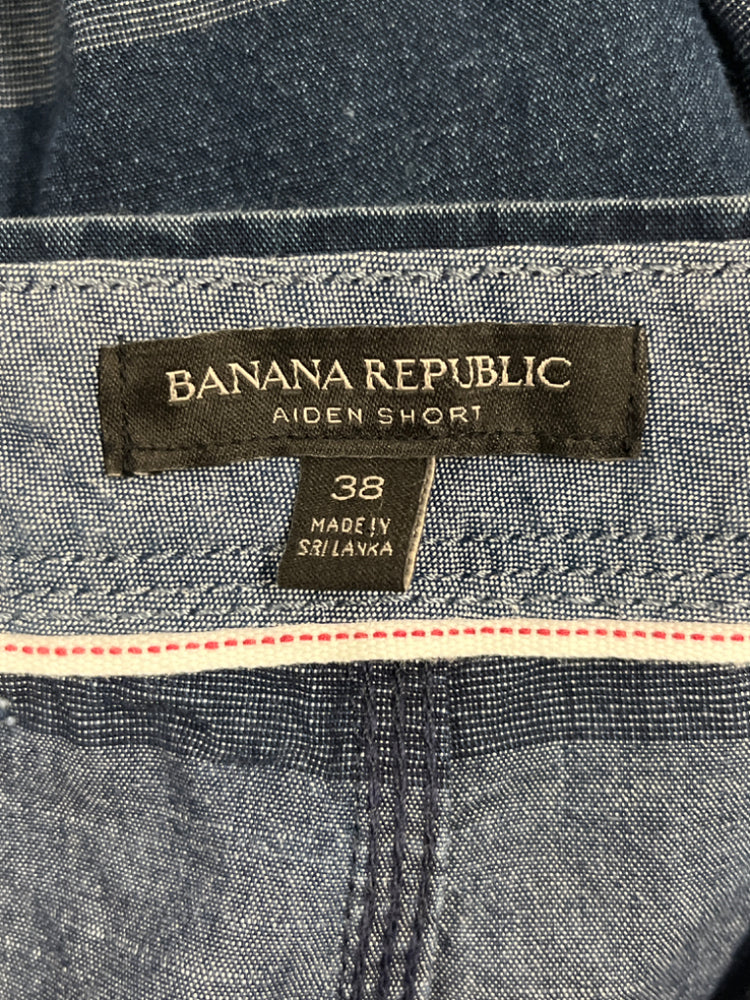 BANANA REPUBLIC
AIDEN SHORT
38
MADE IN
SRI LANKA